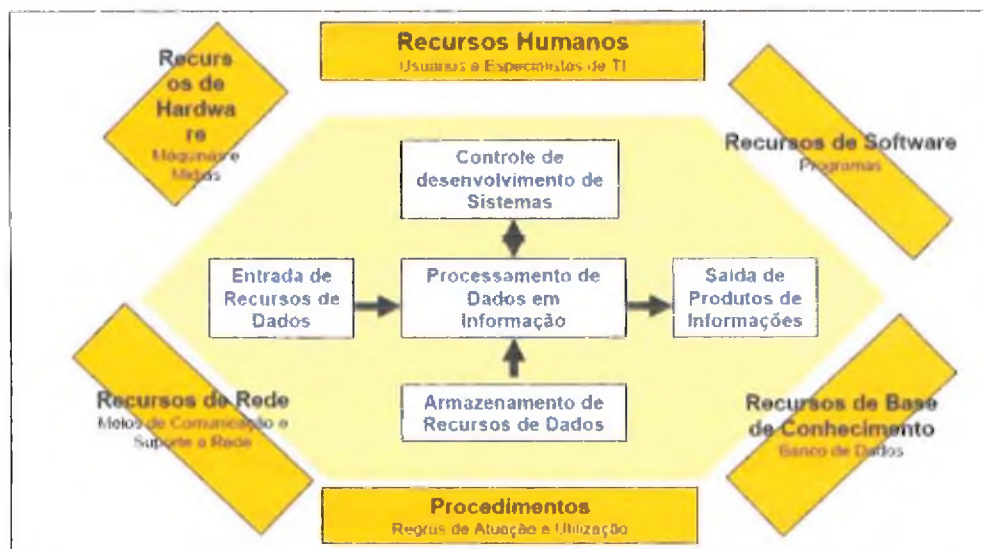 Recursos Humanos
Usuários e Especialistas de TI
Recurs
os de
Hardwa
re
Máquinas e
Mídias
Recursos de Software
Programas
Controle de
desenvolvimento de
Sistemas
Entrada de
Recursos de
Dados
Processamento de
Dados em
Informação
Saída de
Produtos de
Informações
Recursos de Rede
Meios de Comunicação e
Suporte a Rede
Armazenamento de
Recursos de Dados
Recursos de Base
de Conhecimento
Banco de Dados
Procedimentos
Regras de Atuação e Utilização